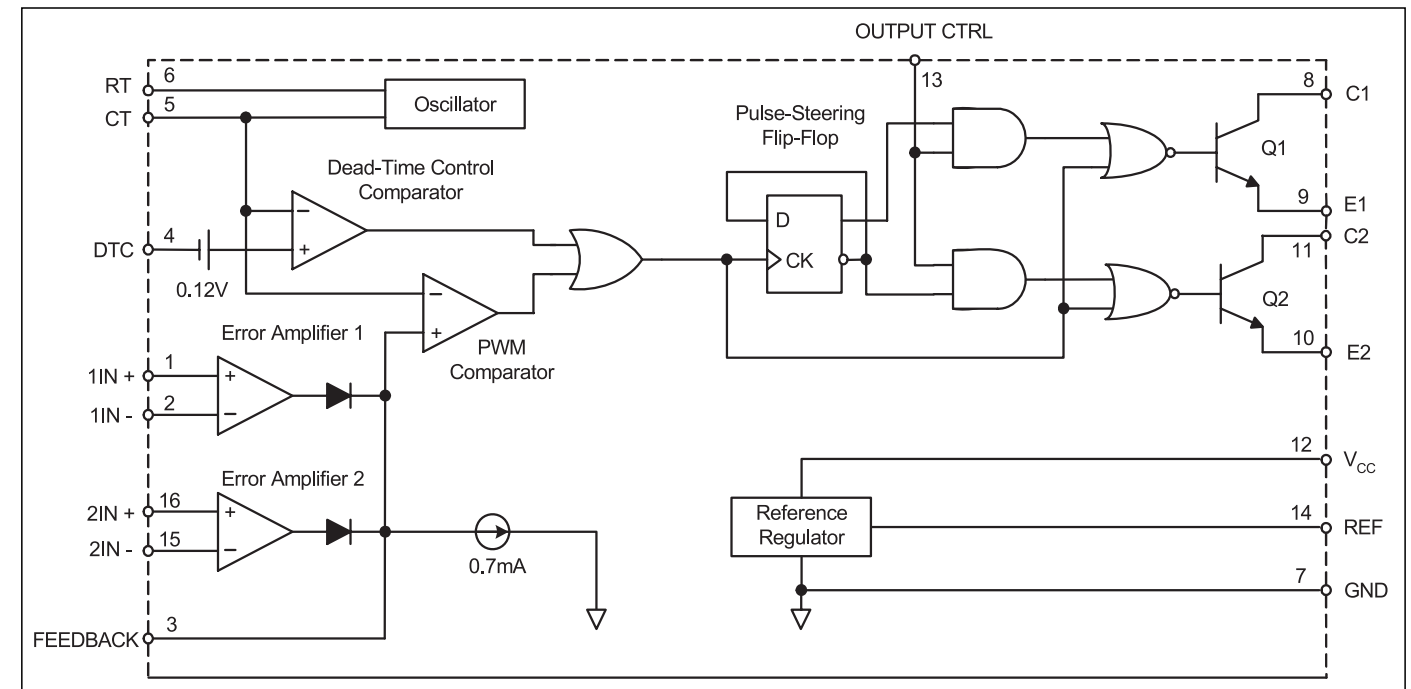 OUTPUT CTRL
RT
6
CT
5
Oscillator
13
8
C1
Pulse-Steering
Flip-Flop
Q1
Dead-Time Control
Comparator
9
E1
DTC
4
0.12V
−
+
D
CK
C2
11
Q2
10
E2
−
+
PWM
Comparator
Error Amplifier 1
1IN +
1
+
1IN -
2
−
Error Amplifier 2
2IN +
16
+
2IN -
15
−
0.7mA
12
VCC
Reference
Regulator
14
REF
7
GND
FEEDBACK
3